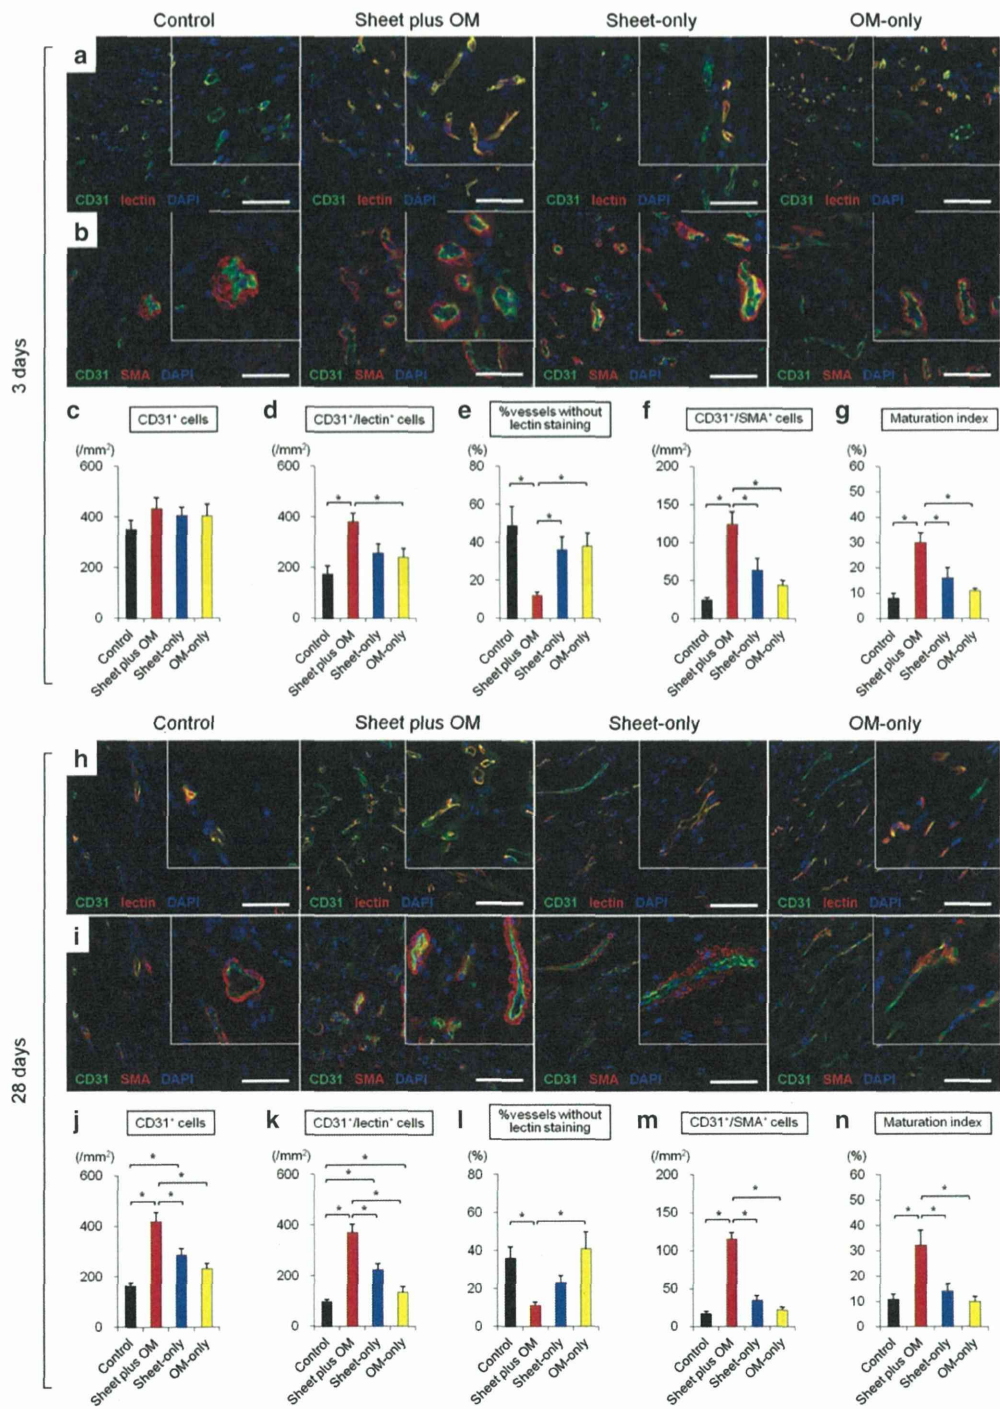 Control Sheet plus OM Sheet-only OM-only
3 days
a
CD31 lectin DAPI CD31 lectin DAPI CD31 lectin DAPI CD31 lectin DAPI
b
CD31 SMA DAPI CD31 SMA DAPI CD31 SMA DAPI CD31 SMA DAPI
c CD31⁺ cells
(/mm²)
600
400
200
0
Control Sheet plus OM Sheet-only OM-only
d CD31⁺/lectin⁺ cells
(/mm²)
600
400
200
0
* *
Control Sheet plus OM Sheet-only OM-only
e %vessels without
lectin staining
(%)
80
60
40
20
0
* * *
Control Sheet plus OM Sheet-only OM-only
f CD31⁺/SMA⁺ cells
(/mm²)
200
150
100
50
0
* * *
Control Sheet plus OM Sheet-only OM-only
g Maturation index
(%)
60
50
40
30
20
10
0
* * *
Control Sheet plus OM Sheet-only OM-only
Control Sheet plus OM Sheet-only OM-only
28 days
h
CD31 lectin DAPI CD31 lectin DAPI CD31 lectin DAPI CD31 lectin DAPI
i
CD31 SMA DAPI CD31 SMA DAPI CD31 SMA DAPI CD31 SMA DAPI
j CD31⁺ cells
(/mm²)
600
400
200
0
* * * *
Control Sheet plus OM Sheet-only OM-only
k CD31⁺/lectin⁺ cells
(/mm²)
600
400
200
0
* * * * *
Control Sheet plus OM Sheet-only OM-only
l %vessels without
lectin staining
(%)
80
60
40
20
0
* *
Control Sheet plus OM Sheet-only OM-only
m CD31⁺/SMA⁺ cells
(/mm²)
200
150
100
50
0
* * *
Control Sheet plus OM Sheet-only OM-only
n Maturation index
(%)
60
50
40
30
20
10
0
* * *
Control Sheet plus OM Sheet-only OM-only